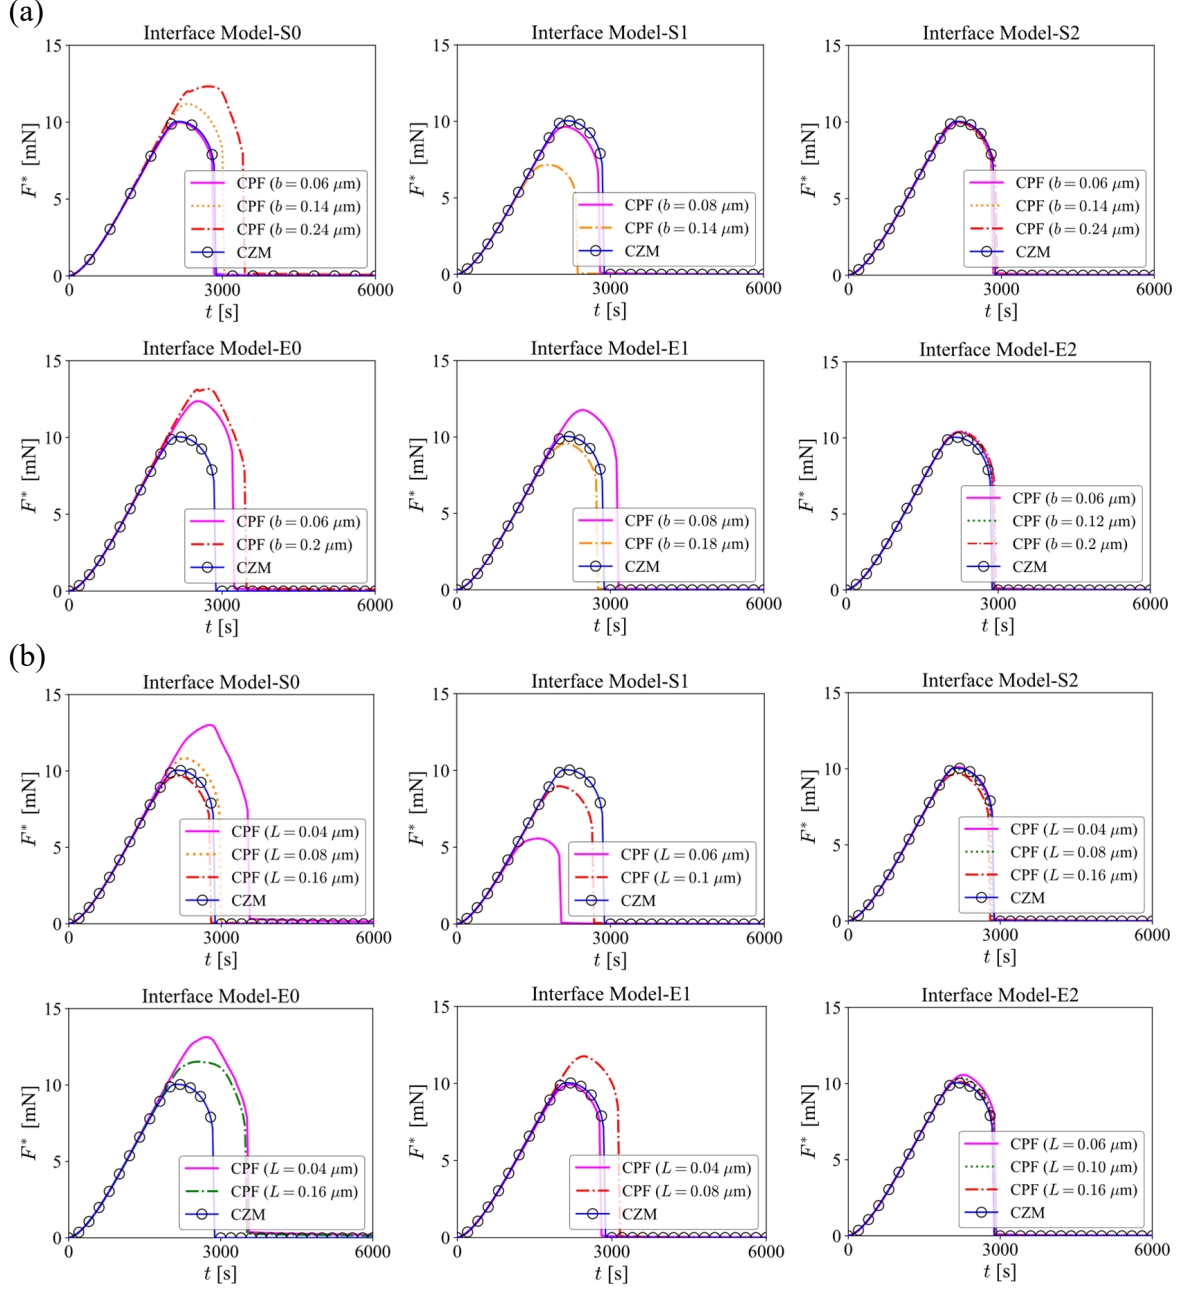 (a)
Interface Model-S0
15
10
5
0
F* [mN]
CPF (b = 0.06 μm)
CPF (b = 0.14 μm)
CPF (b = 0.24 μm)
CZM
0 3000 6000
t [s]
Interface Model-S1
15
10
5
0
F* [mN]
CPF (b = 0.08 μm)
CPF (b = 0.14 μm)
CZM
0 3000 6000
t [s]
Interface Model-S2
15
10
5
0
F* [mN]
CPF (b = 0.06 μm)
CPF (b = 0.14 μm)
CPF (b = 0.24 μm)
CZM
0 3000 6000
t [s]
Interface Model-E0
15
10
5
0
F* [mN]
CPF (b = 0.06 μm)
CPF (b = 0.2 μm)
CZM
0 3000 6000
t [s]
Interface Model-E1
15
10
5
0
F* [mN]
CPF (b = 0.08 μm)
CPF (b = 0.18 μm)
CZM
0 3000 6000
t [s]
Interface Model-E2
15
10
5
0
F* [mN]
CPF (b = 0.06 μm)
CPF (b = 0.12 μm)
CPF (b = 0.2 μm)
CZM
0 3000 6000
t [s]
(b)
Interface Model-S0
15
10
5
0
F* [mN]
CPF (L = 0.04 μm)
CPF (L = 0.08 μm)
CPF (L = 0.16 μm)
CZM
0 3000 6000
t [s]
Interface Model-S1
15
10
5
0
F* [mN]
CPF (L = 0.06 μm)
CPF (L = 0.1 μm)
CZM
0 3000 6000
t [s]
Interface Model-S2
15
10
5
0
F* [mN]
CPF (L = 0.04 μm)
CPF (L = 0.08 μm)
CPF (L = 0.16 μm)
CZM
0 3000 6000
t [s]
Interface Model-E0
15
10
5
0
F* [mN]
CPF (L = 0.04 μm)
CPF (L = 0.16 μm)
CZM
0 3000 6000
t [s]
Interface Model-E1
15
10
5
0
F* [mN]
CPF (L = 0.04 μm)
CPF (L = 0.08 μm)
CZM
0 3000 6000
t [s]
Interface Model-E2
15
10
5
0
F* [mN]
CPF (L = 0.06 μm)
CPF (L = 0.10 μm)
CPF (L = 0.16 μm)
CZM
0 3000 6000
t [s]